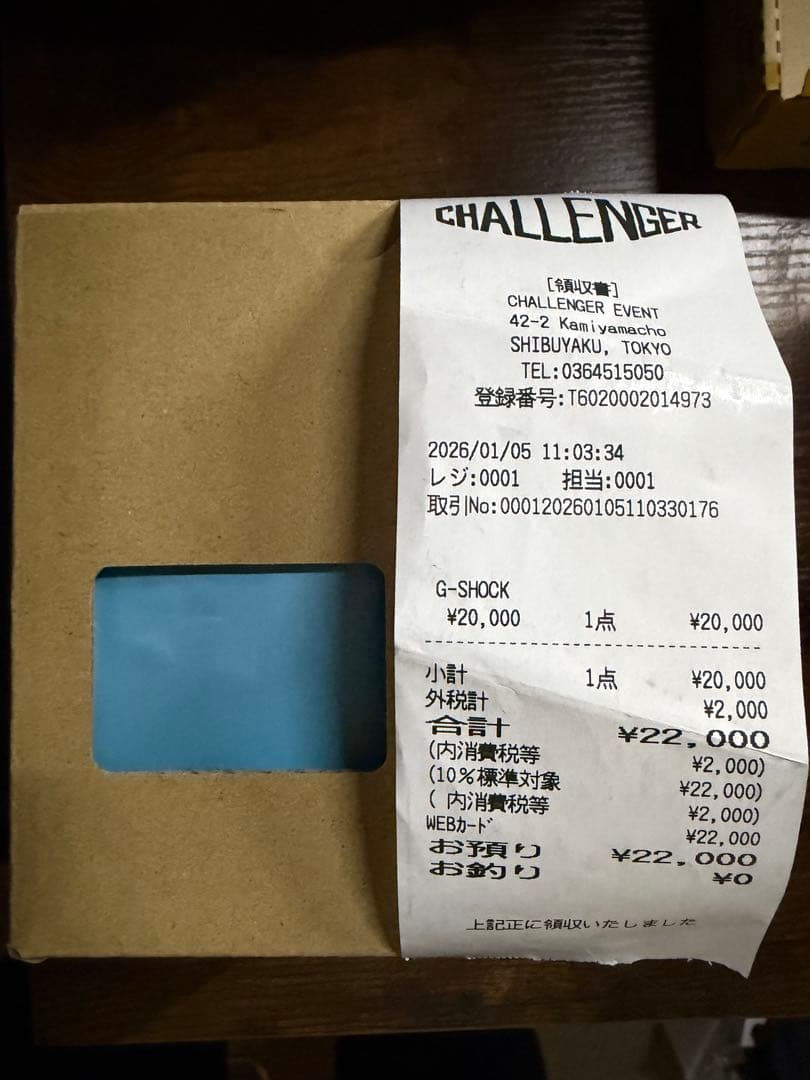 CHALLENGER
[領収書]
CHALLENGER EVENT
42-2 Kamiyamacho
SHIBUYAKU, TOKYO
TEL:0364515050
登録番号:T6020002014973
2026/01/05 11:03:34
レジ:0001 担当:0001
取引No:000120260105110330176
G-SHOCK
¥20,000 1点 ¥20,000
小計 1点 ¥20,000
外税計 ¥2,000
合計 ¥22,000
(内消費税等 ¥2,000)
(10%標準対象 ¥22,000)
( 内消費税等 ¥2,000)
WEBカード ¥22,000
お預り ¥22,000
お釣り ¥0
上記正に領収いたしました